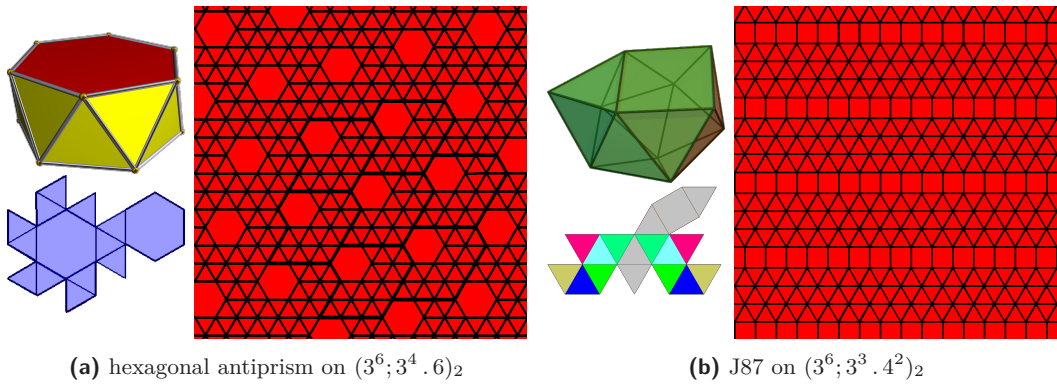 (a) hexagonal antiprism on (3⁶; 3⁴ . 6)₂
(b) J87 on (3⁶; 3³ . 4²)₂